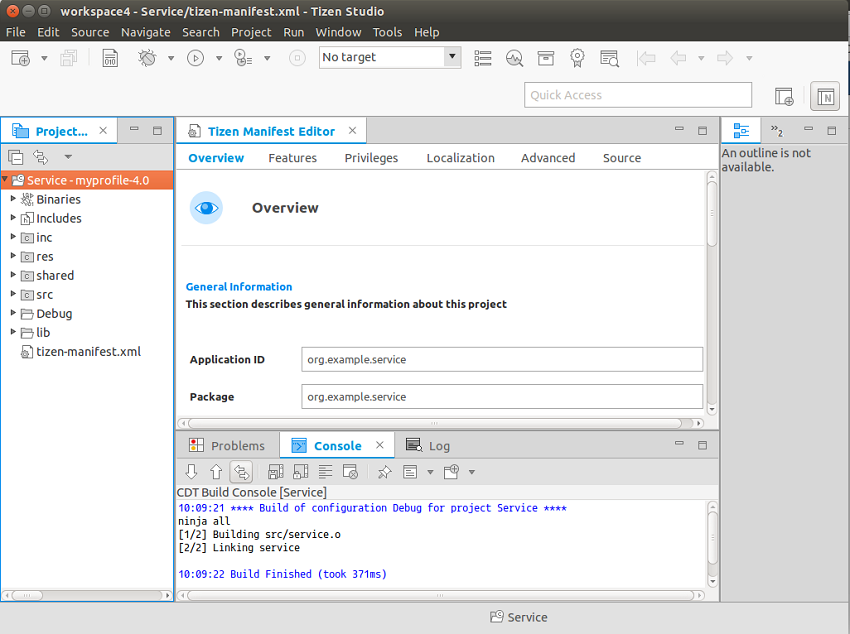 workspace4 - Service/tizen-manifest.xml - Tizen Studio
File Edit Source Navigate Search Project Run Window Tools Help
010
No target
Quick Access
N
Project...
Tizen Manifest Editor
2
Overview Features Privileges Localization Advanced Source
An outline is not
available.
Service - myprofile-4.0
Binaries
Includes
inc
res
shared
src
Debug
lib
tizen-manifest.xml
Overview
General Information
This section describes general information about this project
Application ID org.example.service
Package org.example.service
Problems Console Log
CDT Build Console [Service]
10:09:21 **** Build of configuration Debug for project Service ****
ninja all
[1/2] Building src/service.o
[2/2] Linking service
10:09:22 Build Finished (took 371ms)
Service